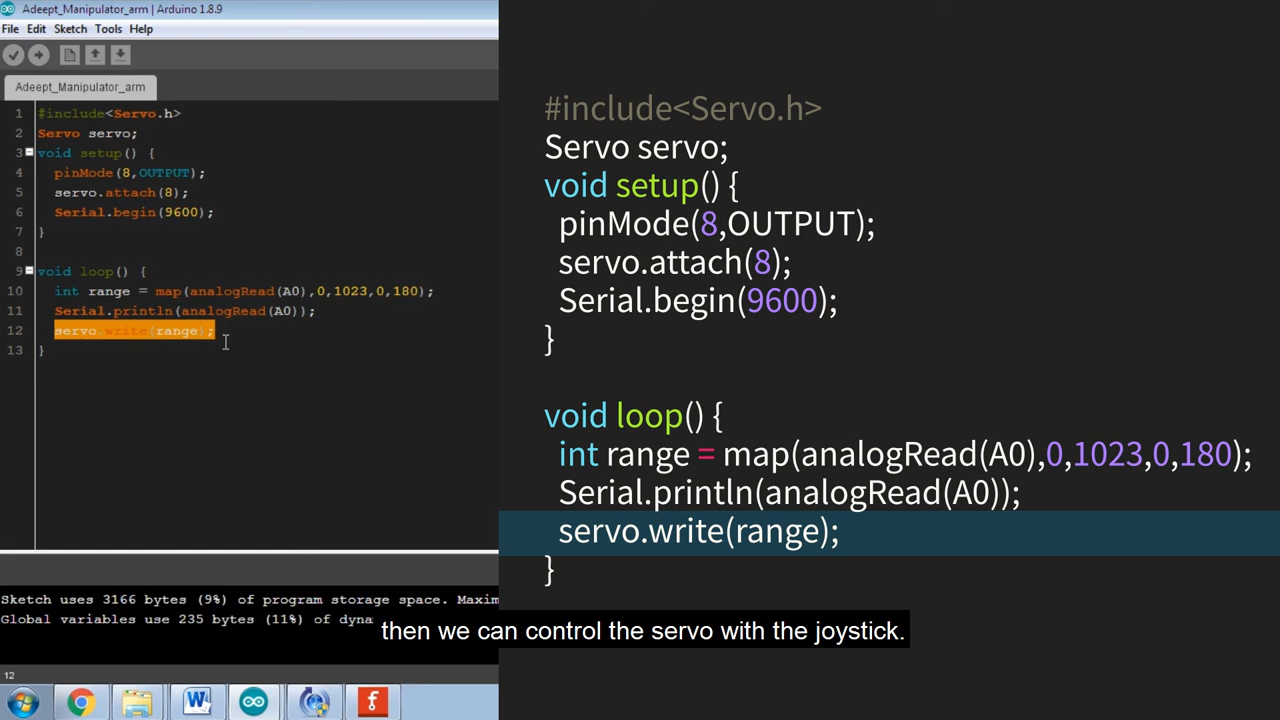 Adeept_Manipulator_arm | Arduino 1.8.9
File Edit Sketch Tools Help
Adeept_Manipulator_arm
1 #include<Servo.h>
2 Servo servo;
3 void setup() {
4 pinMode(8,OUTPUT);
5 servo.attach(8);
6 Serial.begin(9600);
7 }
8
9 void loop() {
10 int range = map(analogRead(A0),0,1023,0,180);
11 Serial.println(analogRead(A0));
12 servo.write(range);
13 }
Sketch uses 3166 bytes (9%) of program storage space. Maxim
Global variables use 235 bytes (11%) of dyna
12
#include<Servo.h>
Servo servo;
void setup() {
pinMode(8,OUTPUT);
servo.attach(8);
Serial.begin(9600);
}
void loop() {
int range = map(analogRead(A0),0,1023,0,180);
Serial.println(analogRead(A0));
servo.write(range);
}
then we can control the servo with the joystick.